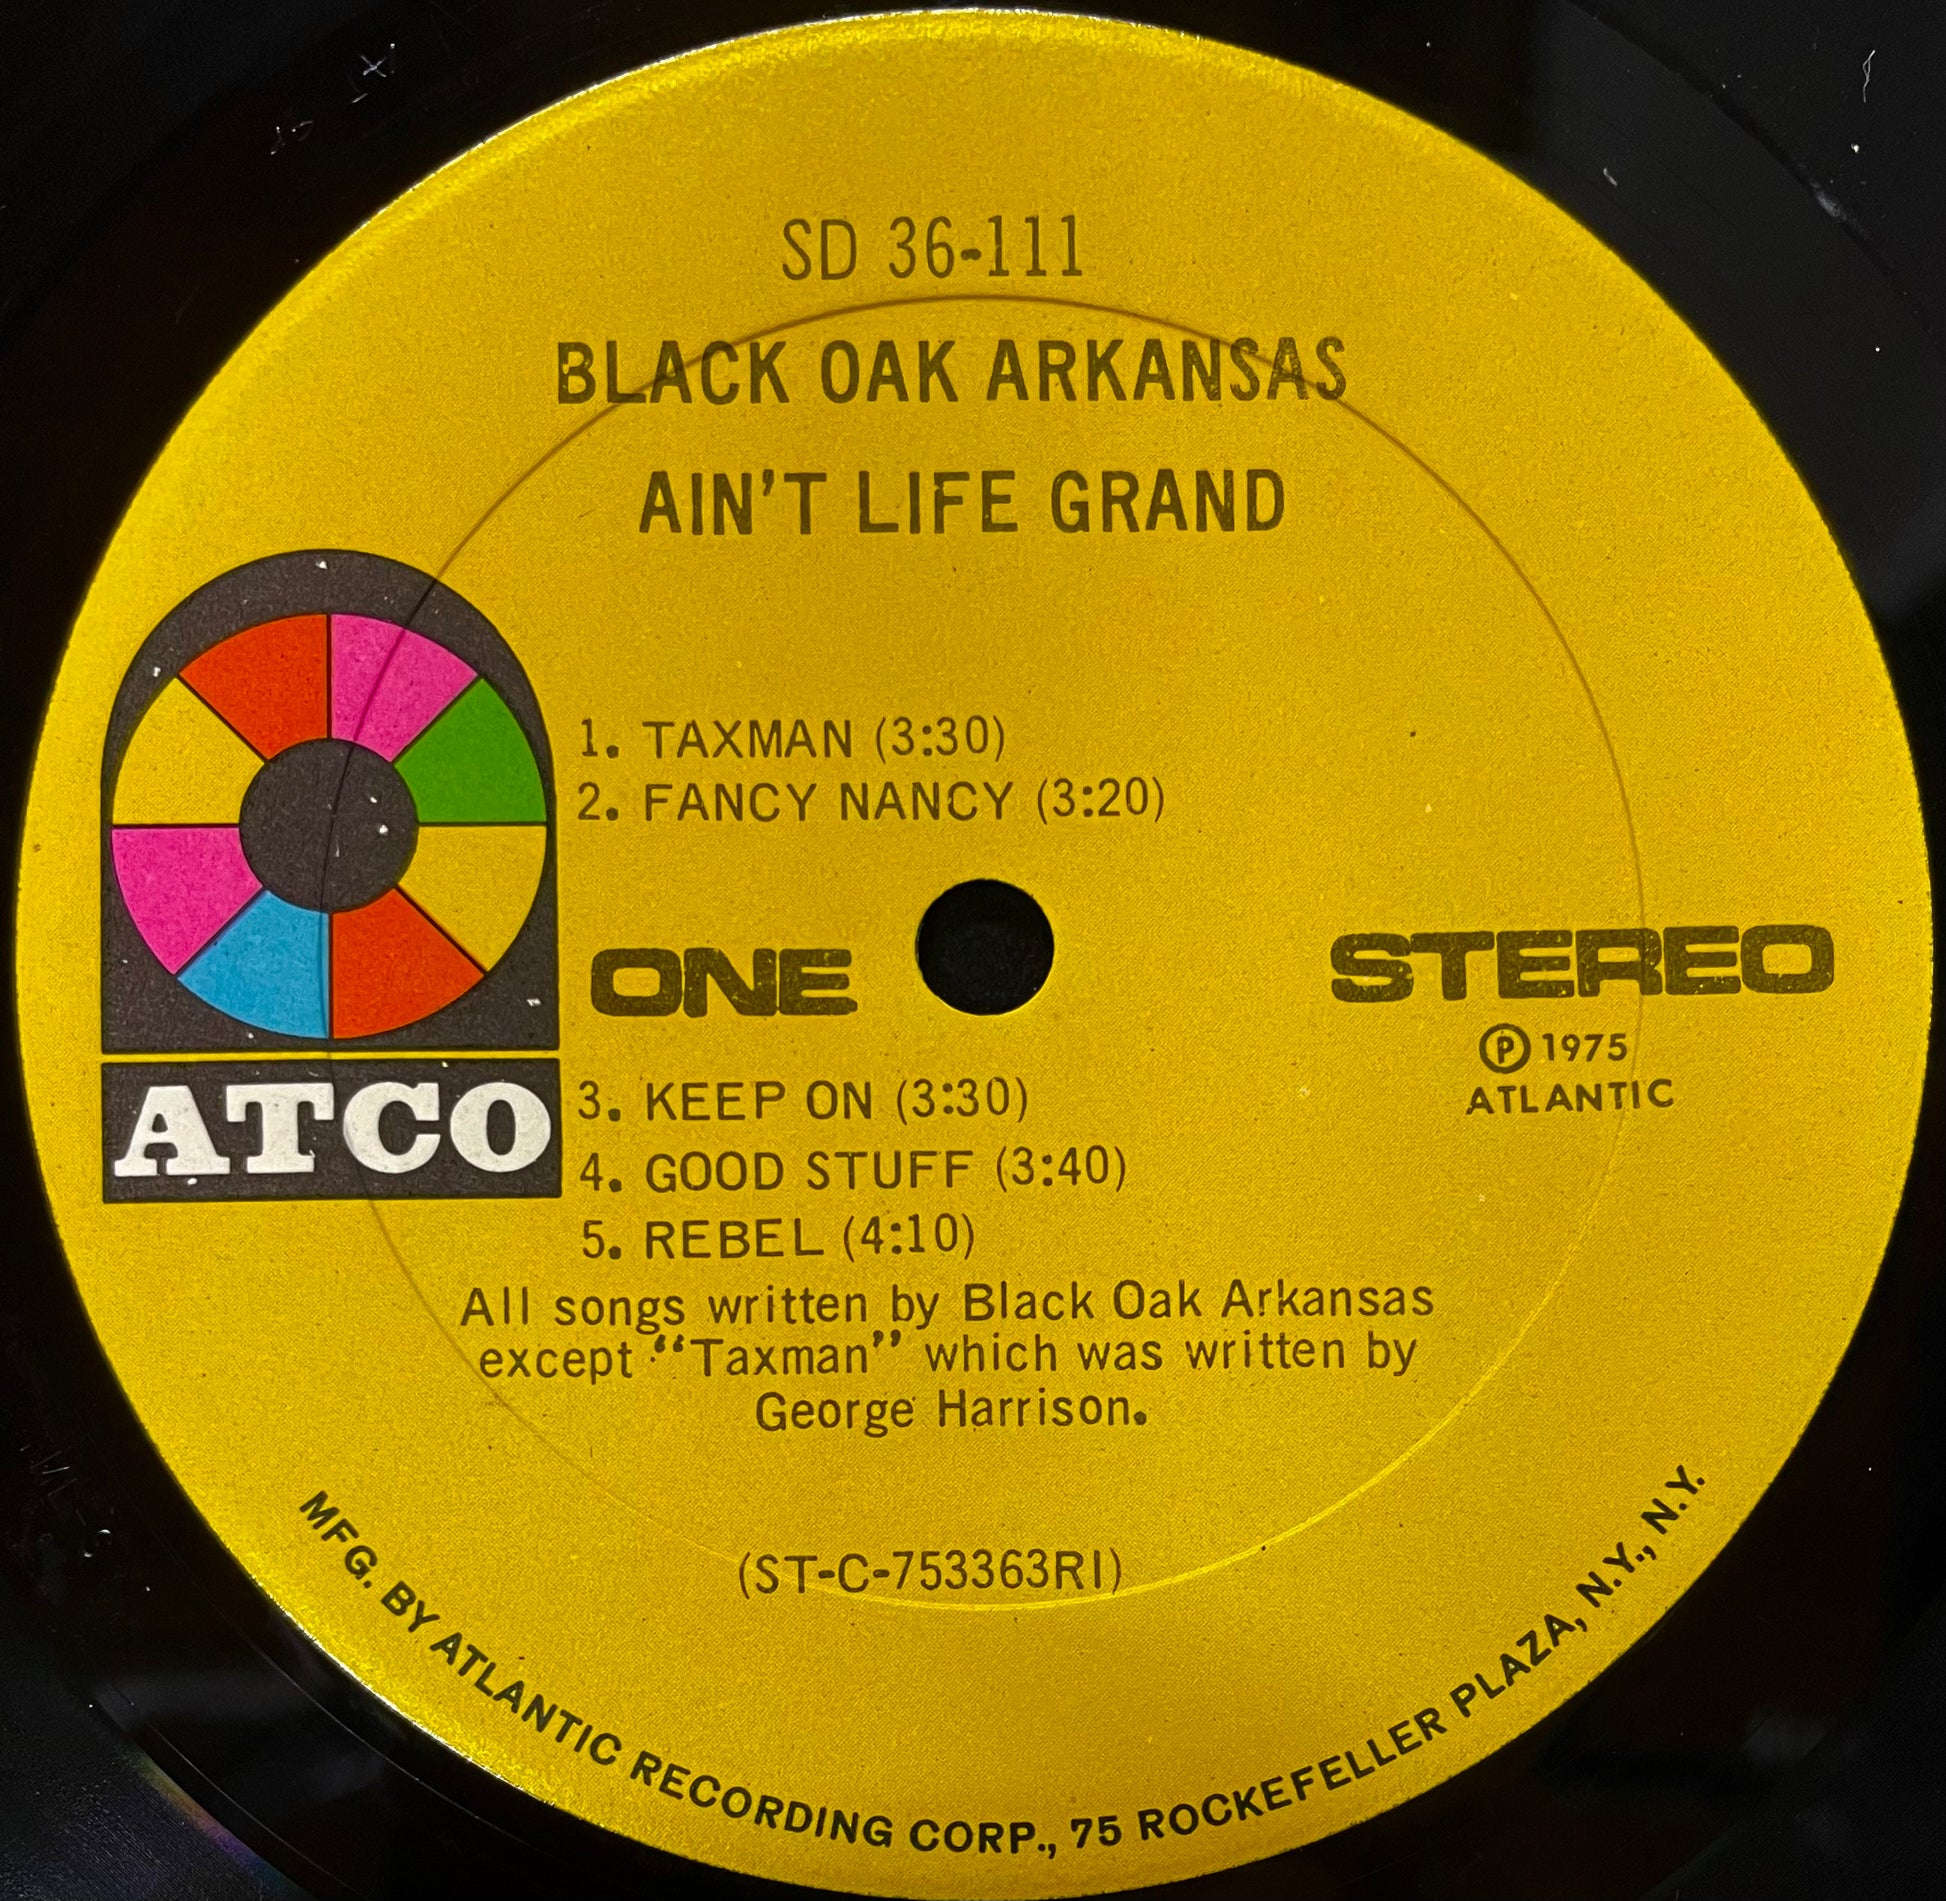 SD 36-111
BLACK OAK ARKANSAS
AIN'T LIFE GRAND
1. TAXMAN (3:30)
2. FANCY NANCY (3:20)
ONE
STEREO
Ⓟ 1975
ATLANTIC
ATCO
3. KEEP ON (3:30)
4. GOOD STUFF (3:40)
5. REBEL (4:10)
All songs written by Black Oak Arkansas
except “Taxman” which was written by
George Harrison.
(ST-C-753363RI)
MFG. BY ATLANTIC RECORDING CORP., 75 ROCKEFELLER PLAZA, N.Y., N.Y.